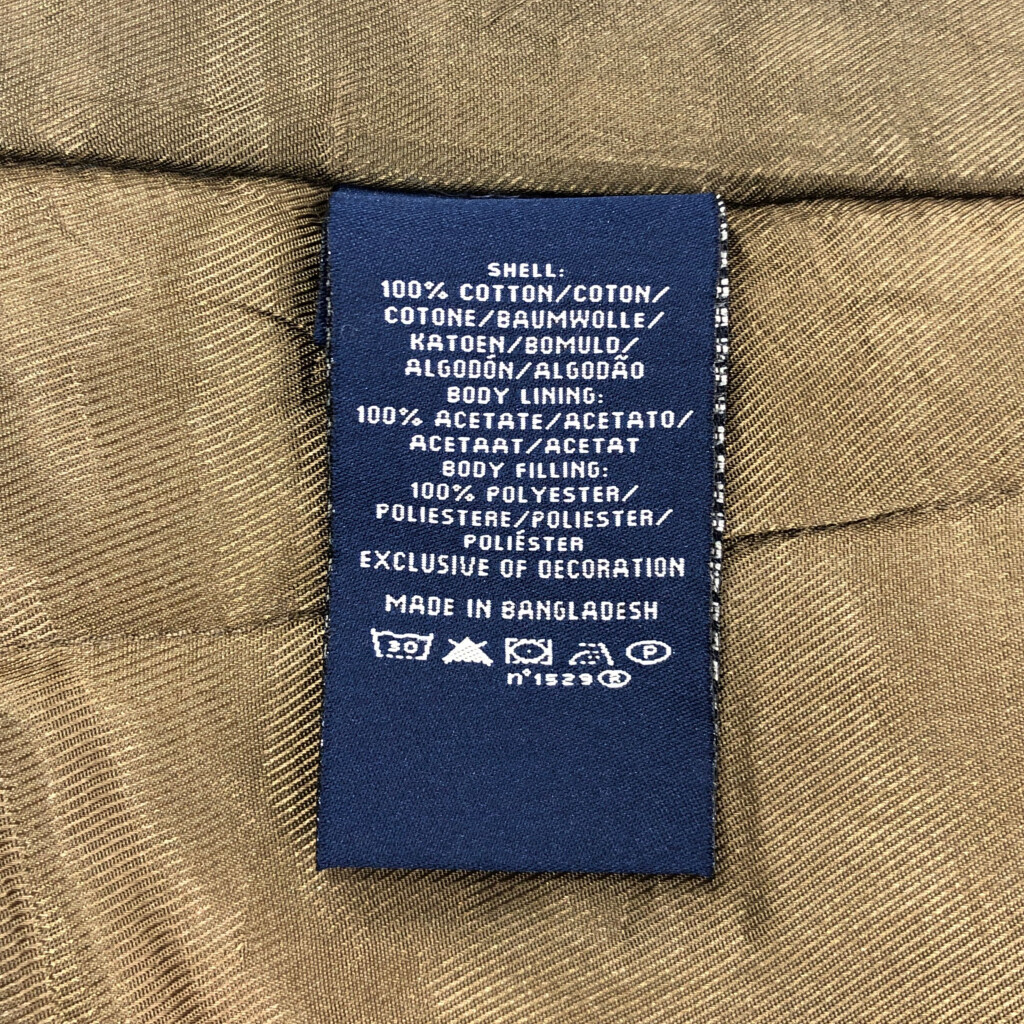 SHELL:
100% COTTON/COTON/
COTONE/BAUMWOLLE/
KATOEN/BOMULD/
ALGODÓN/ALGODÃO
BODY LINING:
100% ACETATE/ACETATO/
ACETAAT/ACETAT
BODY FILLING:
100% POLYESTER/
POLIESTERE/POLIESTER/
POLIÉSTER
EXCLUSIVE OF DECORATION
MADE IN BANGLADESH
30 P
n°1529®